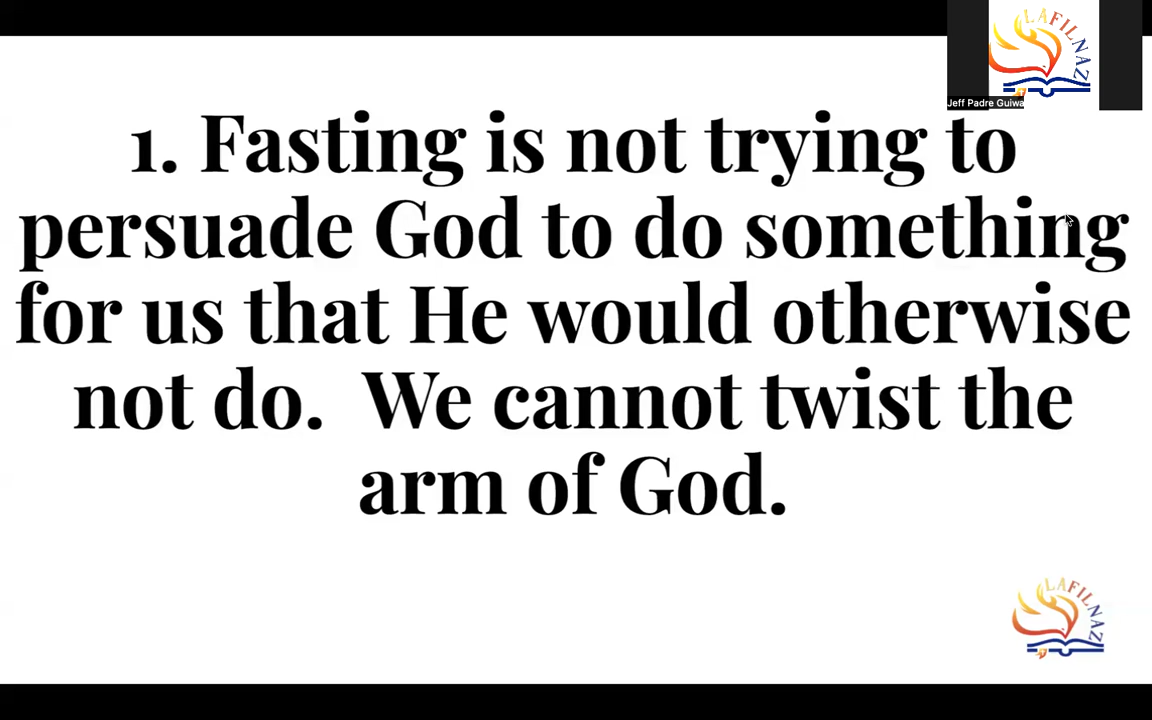 LAFILNAZ
Jeff Padre Guiwa
1. Fasting is not trying to
persuade God to do something
for us that He would otherwise
not do.  We cannot twist the
arm of God.
LAFILNAZ